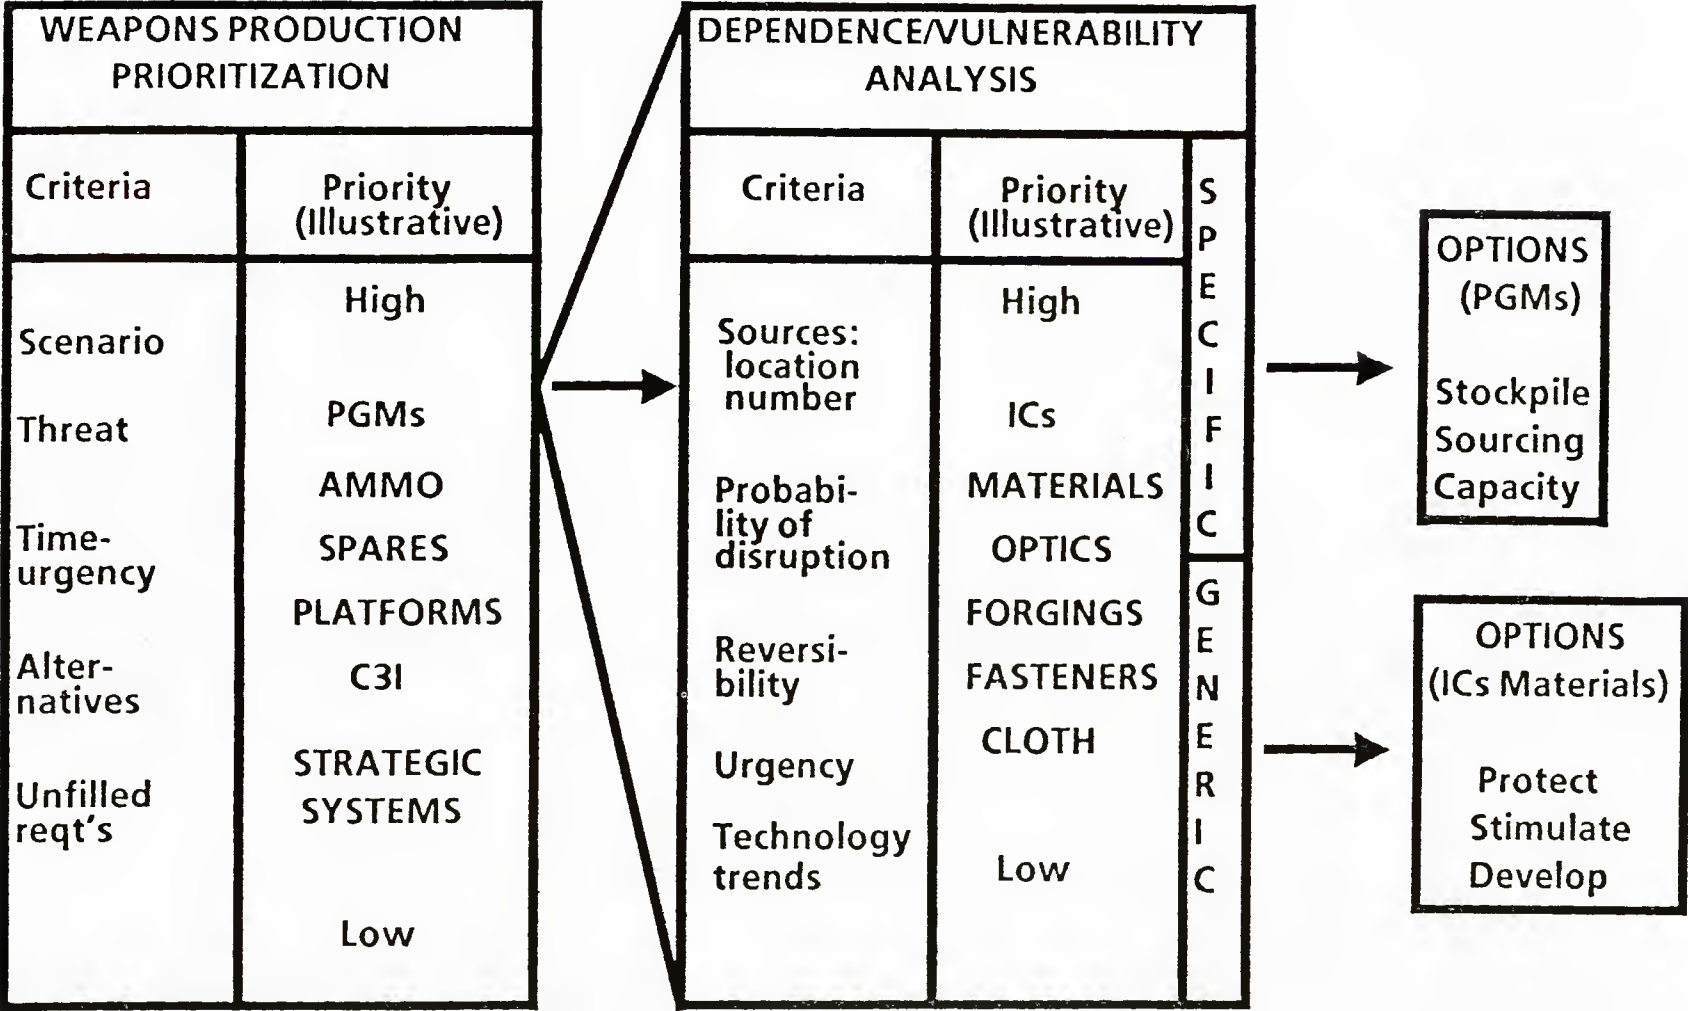 WEAPONS PRODUCTION
PRIORITIZATION
Criteria
Priority
(Illustrative)
Scenario
Threat
Time-
urgency
Alter-
natives
Unfilled
reqt's
High
PGMs
AMMO
SPARES
PLATFORMS
C3I
STRATEGIC
SYSTEMS
Low
DEPENDENCE/VULNERABILITY
ANALYSIS
Criteria
Priority
(Illustrative)
Sources:
location
number
Probabi-
lity of
disruption
Reversi-
bility
Urgency
Technology
trends
High
ICs
MATERIALS
OPTICS
FORGINGS
FASTENERS
CLOTH
Low
SPECIFIC
GENERIC
OPTIONS
(PGMs)
Stockpile
Sourcing
Capacity
OPTIONS
(ICs Materials)
Protect
Stimulate
Develop